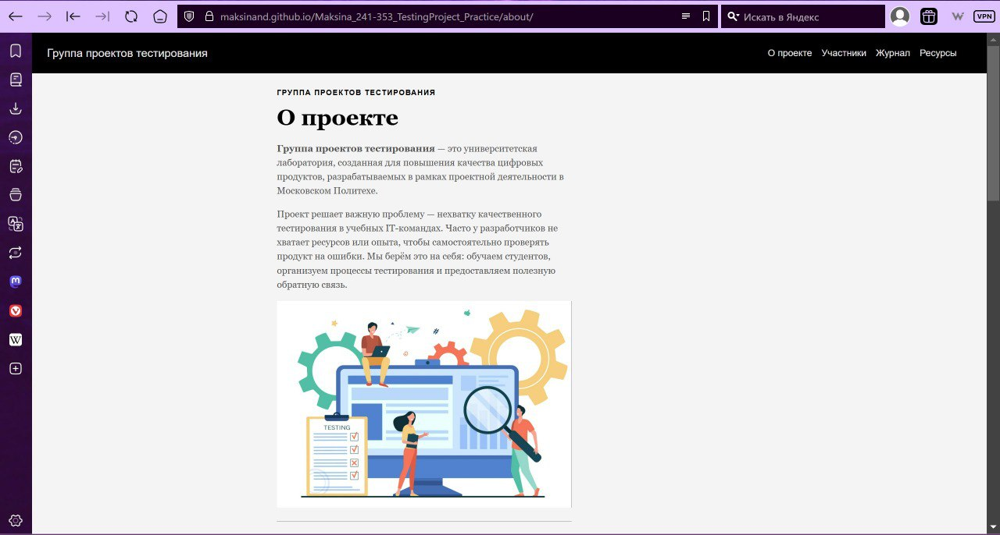 maksinand.github.io/Maksina_241-353_TestingProject_Practice/about/
Искать в Яндекс
VPN
Группа проектов тестирования
О проекте Участники Журнал Ресурсы
ГРУППА ПРОЕКТОВ ТЕСТИРОВАНИЯ
О проекте
Группа проектов тестирования — это университетская
лаборатория, созданная для повышения качества цифровых
продуктов, разрабатываемых в рамках проектной деятельности в
Московском Политехе.
Проект решает важную проблему — нехватку качественного
тестирования в учебных IT-командах. Часто у разработчиков не
хватает ресурсов или опыта, чтобы самостоятельно проверять
продукт на ошибки. Мы берём это на себя: обучаем студентов,
организуем процессы тестирования и предоставляем полезную
обратную связь.
#
TESTING
W